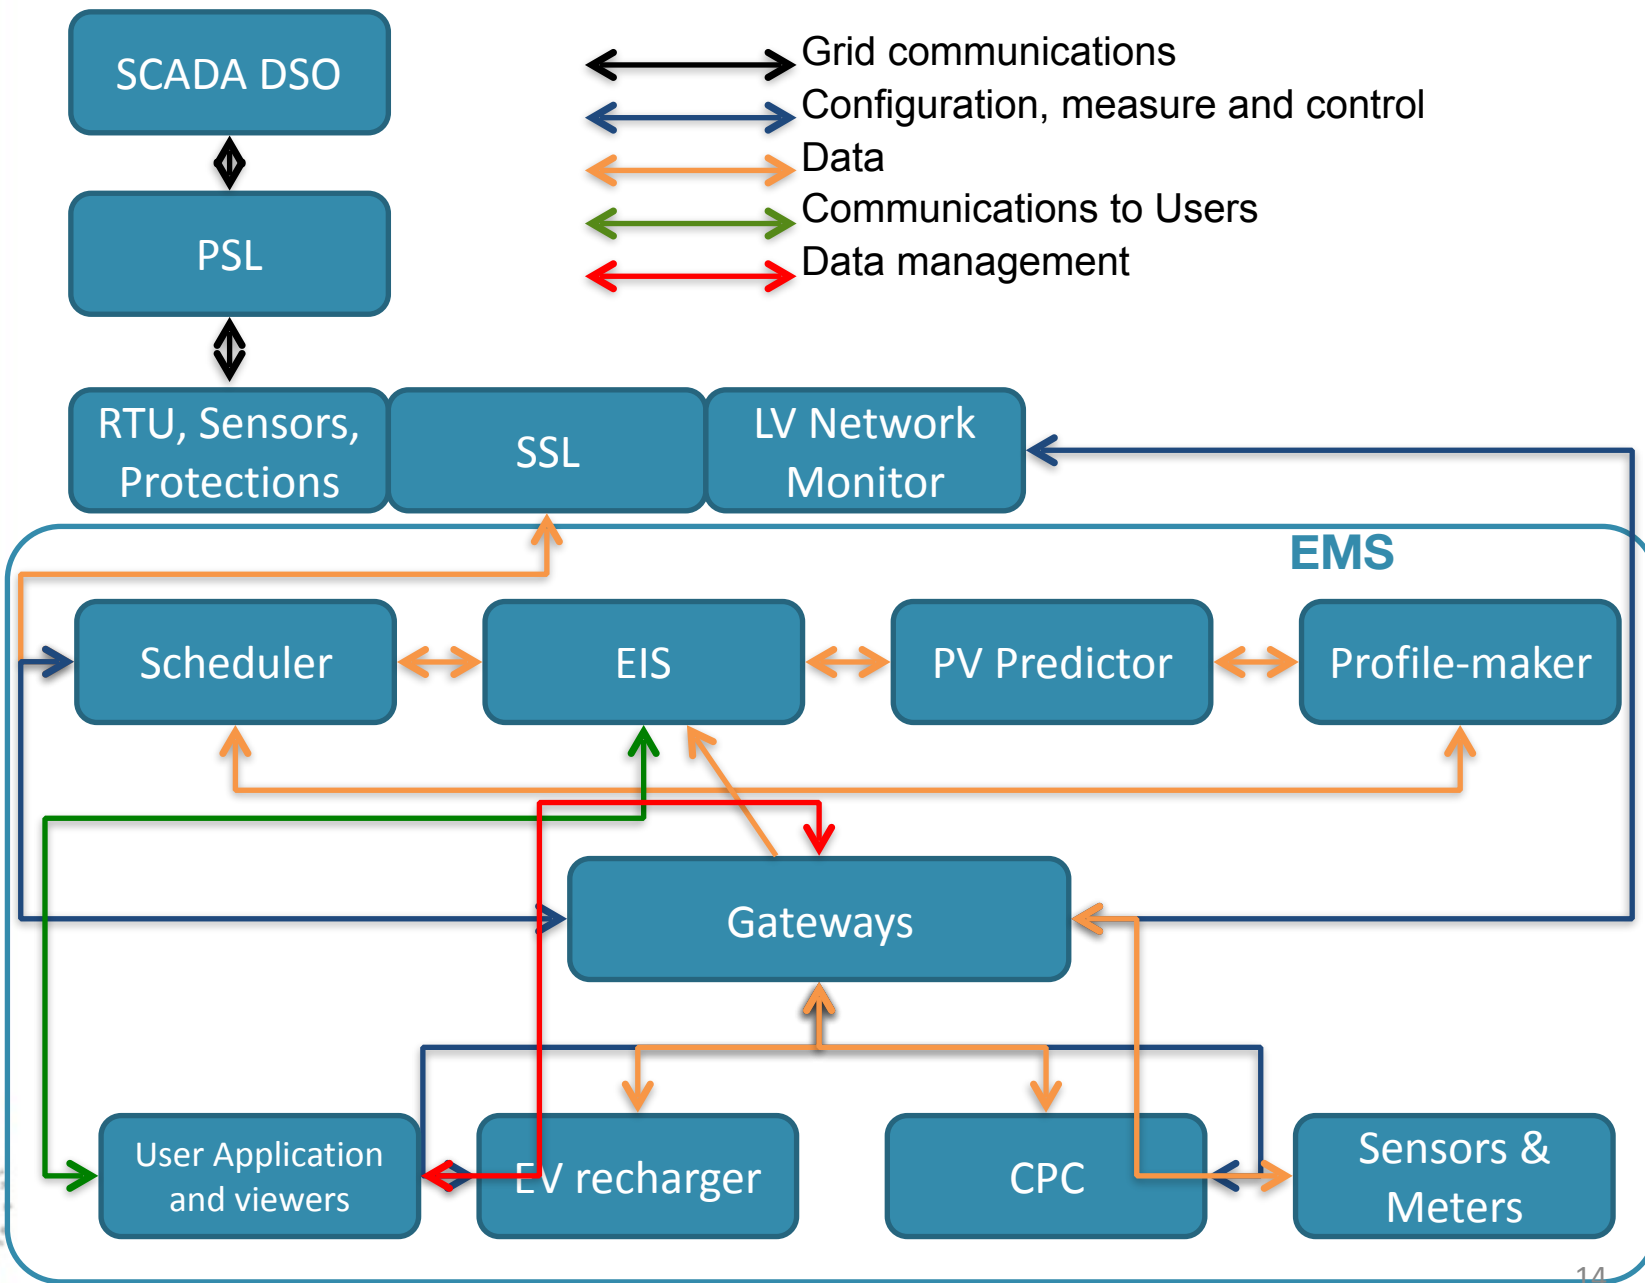 SCADA DSO
Grid communications
Configuration, measure and control
Data
Communications to Users
Data management
PSL
RTU, Sensors,
Protections
SSL
LV Network
Monitor
EMS
Scheduler
EIS
PV Predictor
Profile-maker
Gateways
User Application
and viewers
EV recharger
CPC
Sensors &
Meters
14